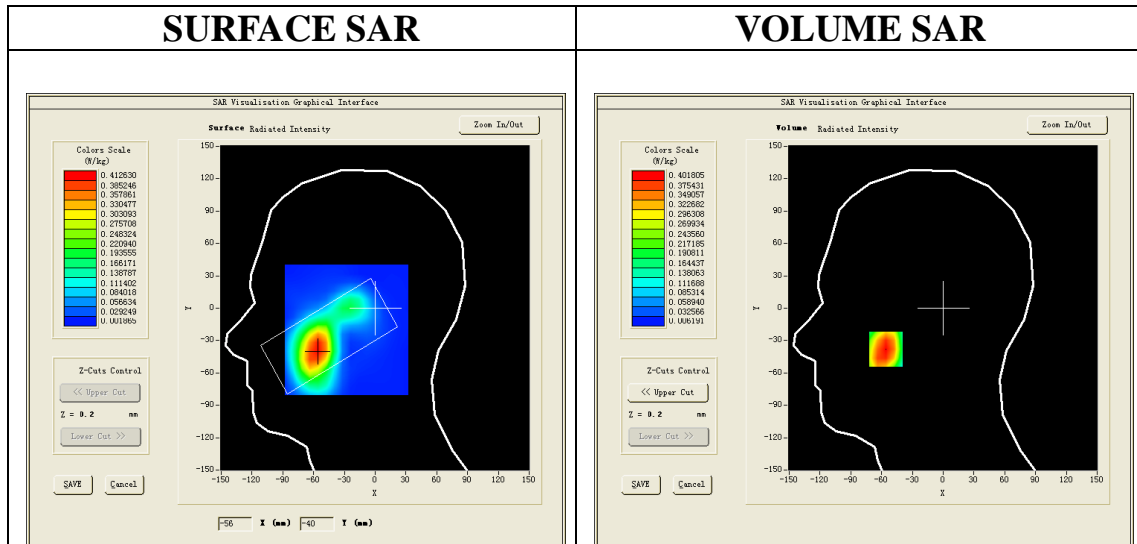 SURFACE SAR
VOLUME SAR
SAR Visualisation Graphical Interface
Surface Radiated Intensity
Zoom In/Out
Colors Scale
(W/kg)
0.412630
0.385246
0.357861
0.330477
0.303093
0.275708
0.248324
0.220940
0.193555
0.166171
0.138787
0.111402
0.084018
0.056634
0.029249
0.001865
Z-Cuts Control
<< Upper Cut
Z = 0.2 mm
Lower Cut >>
SAVE Cancel
150
120
90
60
30
0
-30
-60
-90
-120
-150
Y
-150 -120 -90 -60 -30 0 30 60 90 120 150
X
-56 X (mm) -40 Y (mm)
SAR Visualisation Graphical Interface
Volume Radiated Intensity
Zoom In/Out
Colors Scale
(W/kg)
0.401805
0.375431
0.349057
0.322682
0.296308
0.269934
0.243560
0.217185
0.190811
0.164437
0.138063
0.111688
0.085314
0.058940
0.032566
0.006191
Z-Cuts Control
<< Upper Cut
Z = 0.2 mm
Lower Cut >>
SAVE Cancel
150
120
90
60
30
0
-30
-60
-90
-120
-150
Y
-150 -120 -90 -60 -30 0 30 60 90 120 150
X